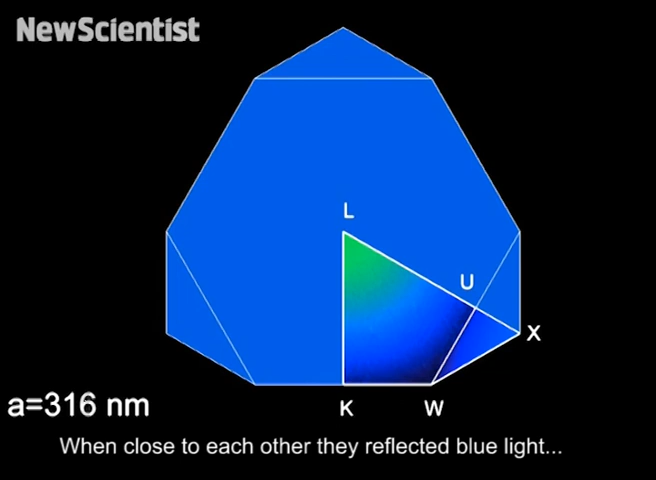 NewScientist
L
U
X
a=316 nm
K
W
When close to each other they reflected blue light...